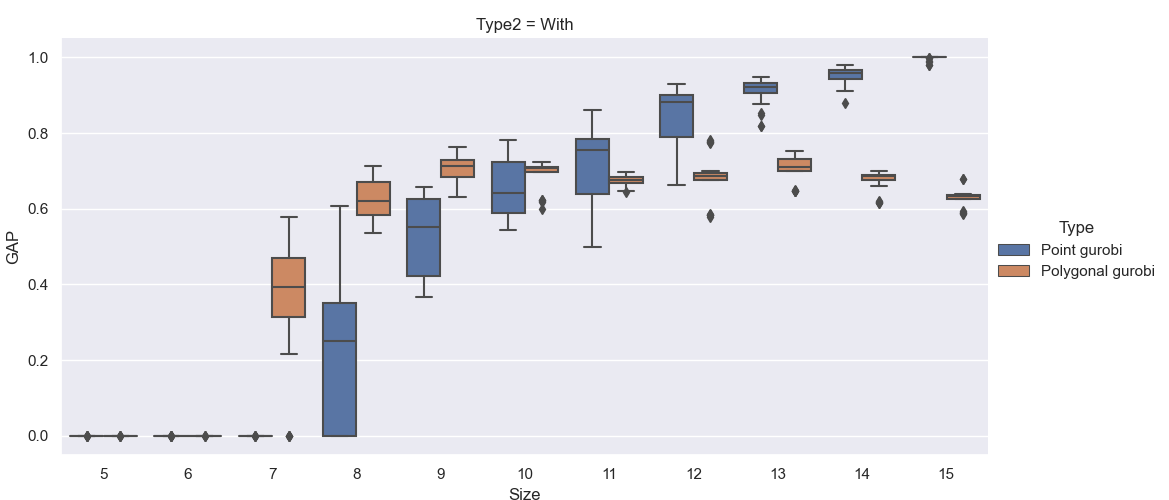 Type2 = With
1.0
0.8
0.6
0.4
0.2
0.0
GAP
5 6 7 8 9 10 11 12 13 14 15
Size
Type
Point gurobi
Polygonal gurobi